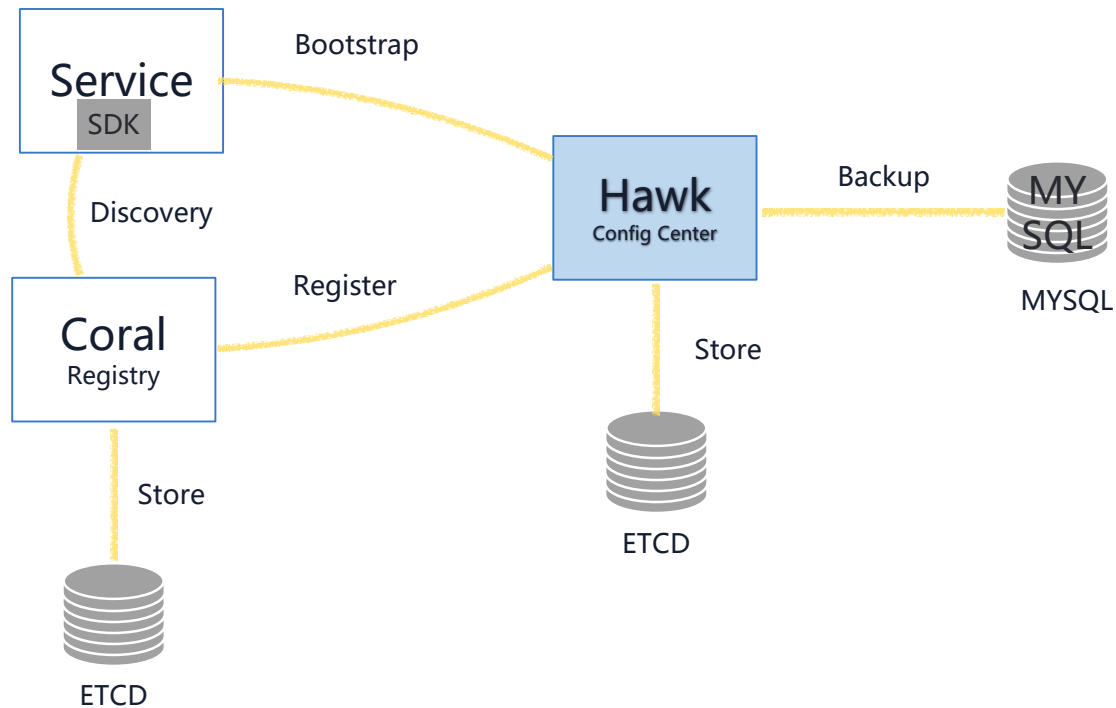 Service
SDK
Bootstrap
Discovery
Hawk
Config Center
Backup
MY
SQL
MYSQL
Register
Coral
Registry
Store
ETCD
Store
ETCD